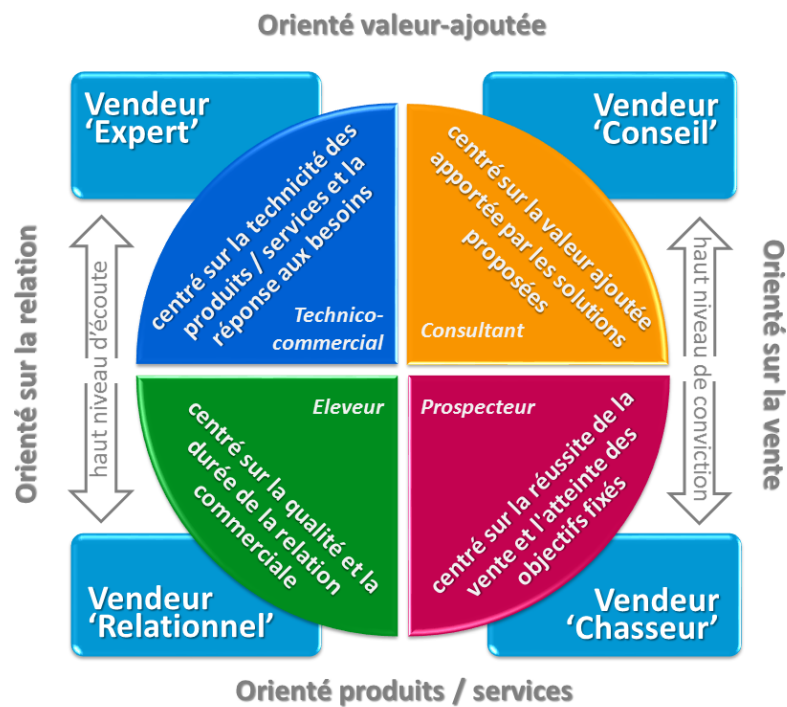 Orienté valeur-ajoutée
Vendeur
‘Expert’
Vendeur
‘Conseil’
centré sur la technicité des
produits / services et la
réponse aux besoins
Technico-
commercial
centré sur la valeur ajoutée
apportée par les solutions
proposées
Consultant
Orienté sur la relation
haut niveau d’écoute
haut niveau de conviction
Orienté sur la vente
Eleveur
centré sur la qualité et la
durée de la relation
commerciale
Prospecteur
centré sur la réussite de la
vente et l'atteinte des
objectifs fixés
Vendeur
‘Relationnel’
Vendeur
‘Chasseur’
Orienté produits / services